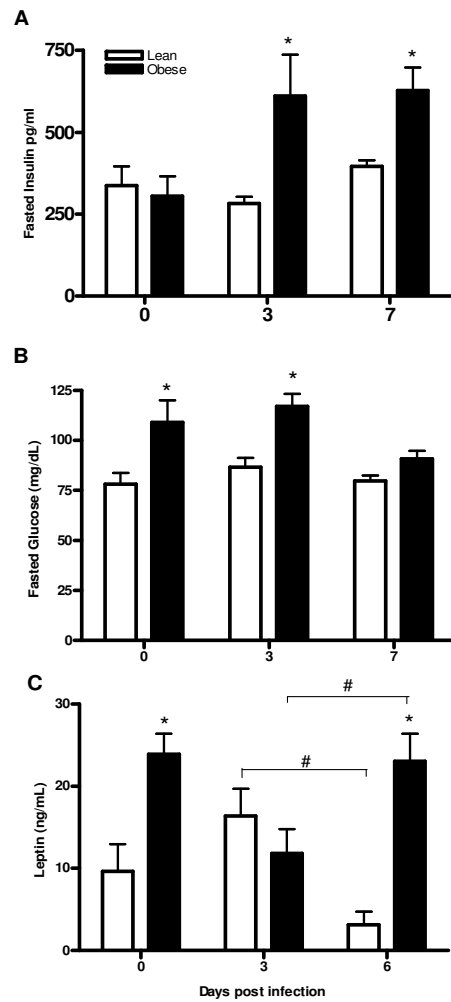 A
Fasted Insulin pg/ml
750
500
250
0
Lean
Obese
*
*
0 3 7
B
Fasted Glucose (mg/dL)
125
100
75
50
25
0
*
*
0 3 7
C
Leptin (ng/mL)
30
20
10
0
*
#
#
*
0 3 6
Days post infection